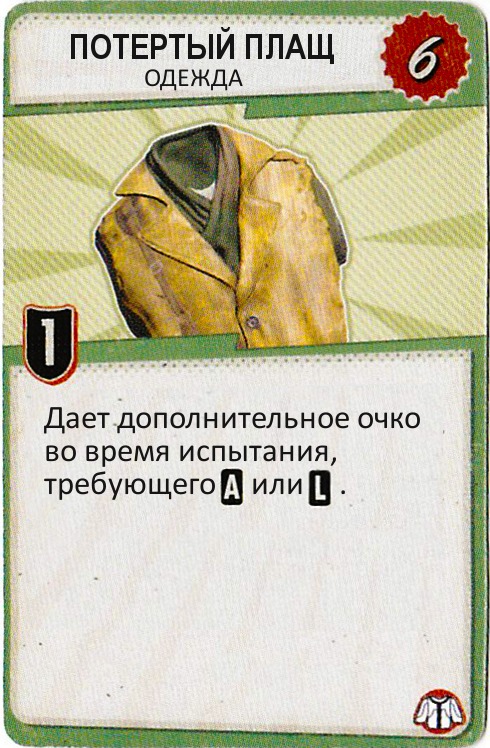 ПОТЕРТЫЙ ПЛАЩ
ОДЕЖДА
6
1
Дает дополнительное очко
во время испытания,
требующего A или L .